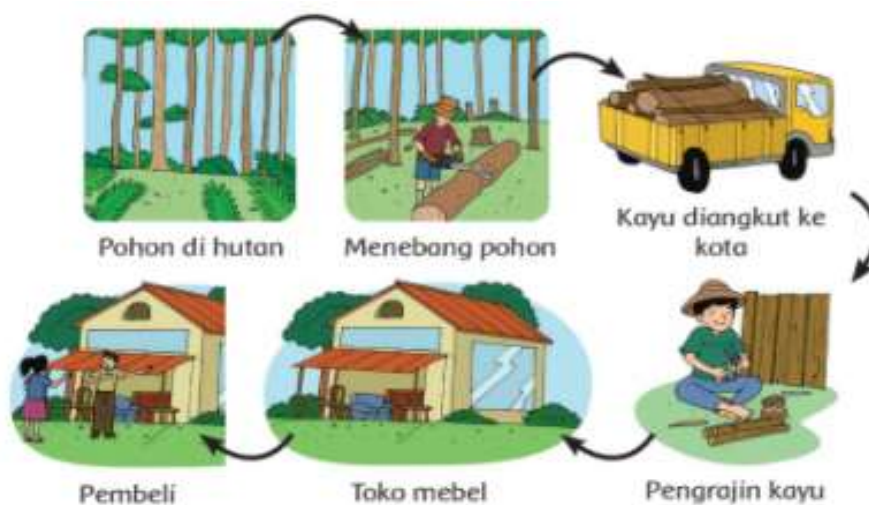 Pohon di hutan
Menebang pohon
Kayu diangkut ke
kota
Pengrajin kayu
Toko mebel
Pembeli